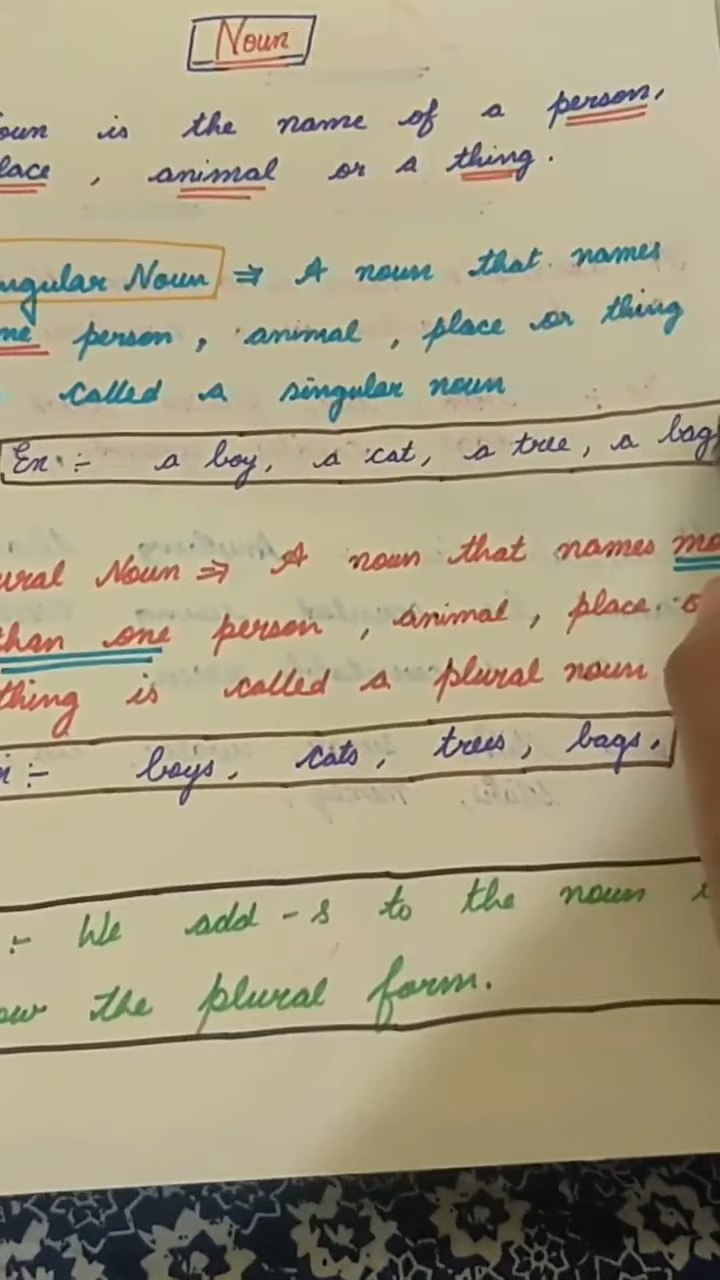 Noun
oun is the name of a person,
lace, animal or a thing.
ngular Noun ⇒ A noun that names
ne person, animal, place or thing
called a singular noun
Ex :- a boy, a cat, a tree, a bag
ural Noun ⇒ A noun that names mo
than one person, animal, place o
thing is called a plural noun
:- boys, cats, trees, bags.
:- We add -s to the noun
ow the plural form.